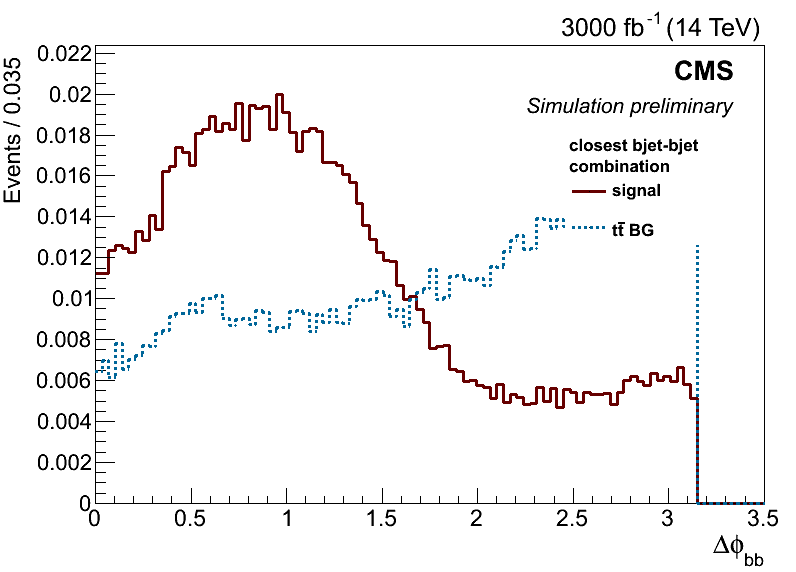 3000 fb⁻¹ (14 TeV)
CMS
Simulation preliminary
closest bjet-bjet
combination
signal
tt̄ BG
Events / 0.035
0.022
0.02
0.018
0.016
0.014
0.012
0.01
0.008
0.006
0.004
0.002
0
0 0.5 1 1.5 2 2.5 3 3.5
Δϕbb